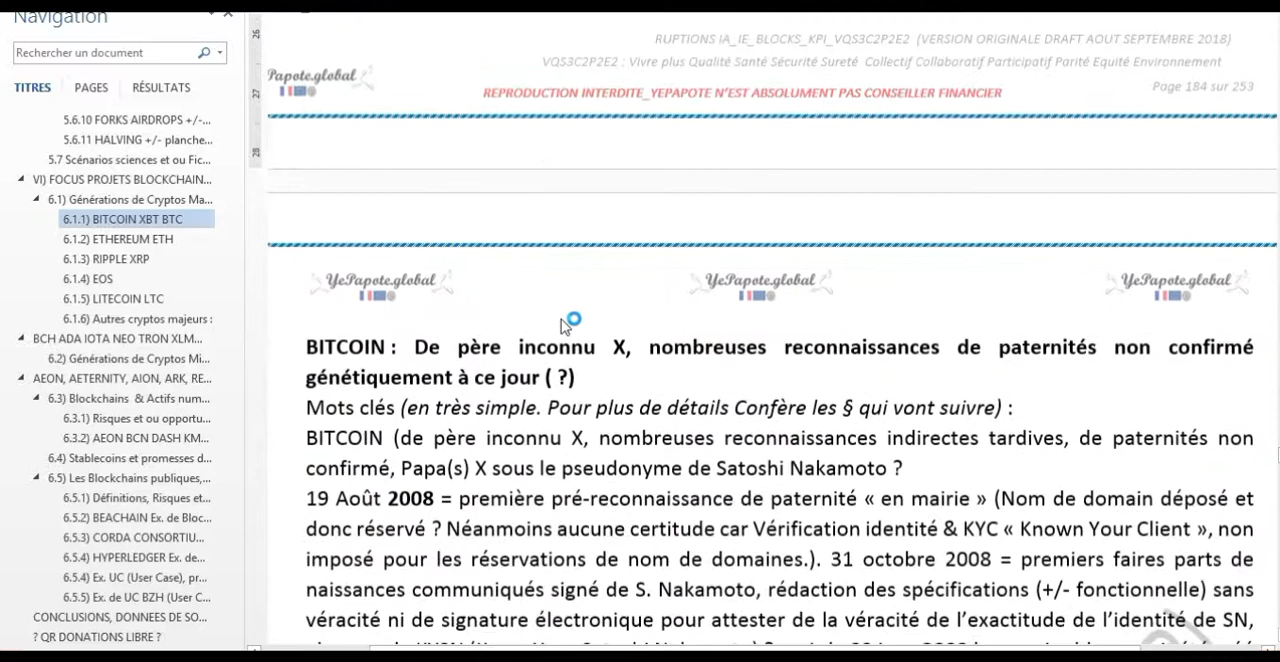 Navigation
Rechercher un document
TITRES PAGES RÉSULTATS
5.6.10 FORKS AIRDROPS +/-...
5.6.11 HALVING +/- planche...
5.7 Scénarios sciences et ou Fic...
VI) FOCUS PROJETS BLOCKCHAIN...
6.1) Générations de Cryptos Ma...
6.1.1) BITCOIN XBT BTC
6.1.2) ETHEREUM ETH
6.1.3) RIPPLE XRP
6.1.4) EOS
6.1.5) LITECOIN LTC
6.1.6) Autres cryptos majeurs :
BCH ADA IOTA NEO TRON XLM...
6.2) Générations de Cryptos Mi...
AEON, AETERNITY, AION, ARK, RE...
6.3) Blockchains & Actifs num...
6.3.1) Risques et ou opportu...
6.3.2) AEON BCN DASH KM...
6.4) Stablecoins et promesses d...
6.5) Les Blockchains publiques,...
6.5.1) Définitions, Risques et...
6.5.2) BEACHAIN Ex. de Bloc...
6.5.3) CORDA CONSORTIU...
6.5.4) HYPERLEDGER Ex. de...
6.5.4) Ex. UC (User Case), pr...
6.5.5) Ex. de UC BZH (User C...
CONCLUSIONS, DONNEES DE SO...
? QR DONATIONS LIBRE ?
26
27
28
RUPTIONS IA_IE_BLOCKS_KPI_VQS3C2P2E2 (VERSION ORIGINALE DRAFT AOUT SEPTEMBRE 2018)
VQS3C2P2E2 : Vivre plus Qualité Santé Sécurité Sureté Collectif Collaboratif Participatif Parité Equité Environnement
Papote.global
Page 184 sur 253
REPRODUCTION INTERDITE_YEPAPOTE N'EST ABSOLUMENT PAS CONSEILLER FINANCIER
YePapote.global YePapote.global YePapote.global
BITCOIN : De père inconnu X, nombreuses reconnaissances de paternités non confirmé
génétiquement à ce jour ( ?)
Mots clés (en très simple. Pour plus de détails Confère les § qui vont suivre) :
BITCOIN (de père inconnu X, nombreuses reconnaissances indirectes tardives, de paternités non
confirmé, Papa(s) X sous le pseudonyme de Satoshi Nakamoto ?
19 Août 2008 = première pré-reconnaissance de paternité « en mairie » (Nom de domain déposé et
donc réservé ? Néanmoins aucune certitude car Vérification identité & KYC « Known Your Client », non
imposé pour les réservations de nom de domaines.). 31 octobre 2008 = premiers faires parts de
naissances communiqués signé de S. Nakamoto, rédaction des spécifications (+/- fonctionnelle) sans
véracité ni de signature électronique pour attester de la véracité de l'exactitude de l'identité de SN,